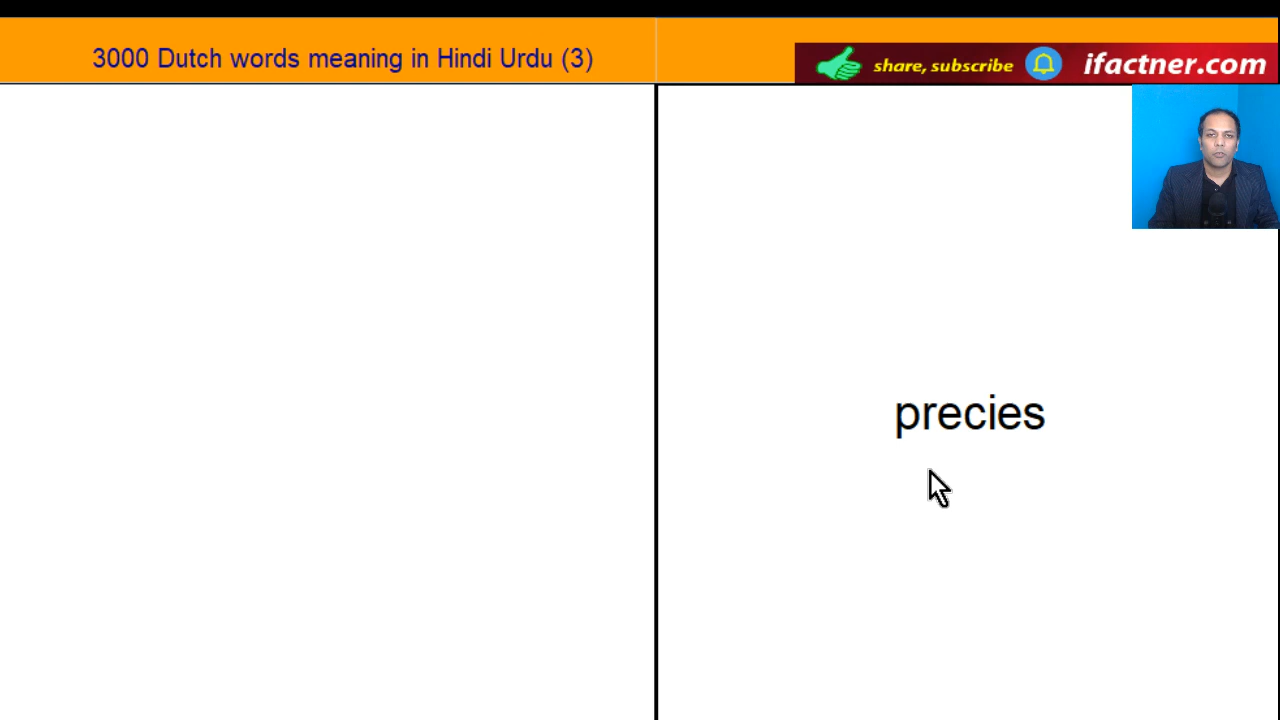 3000 Dutch words meaning in Hindi Urdu (3)
share, subscribe
ifactner.com
precies